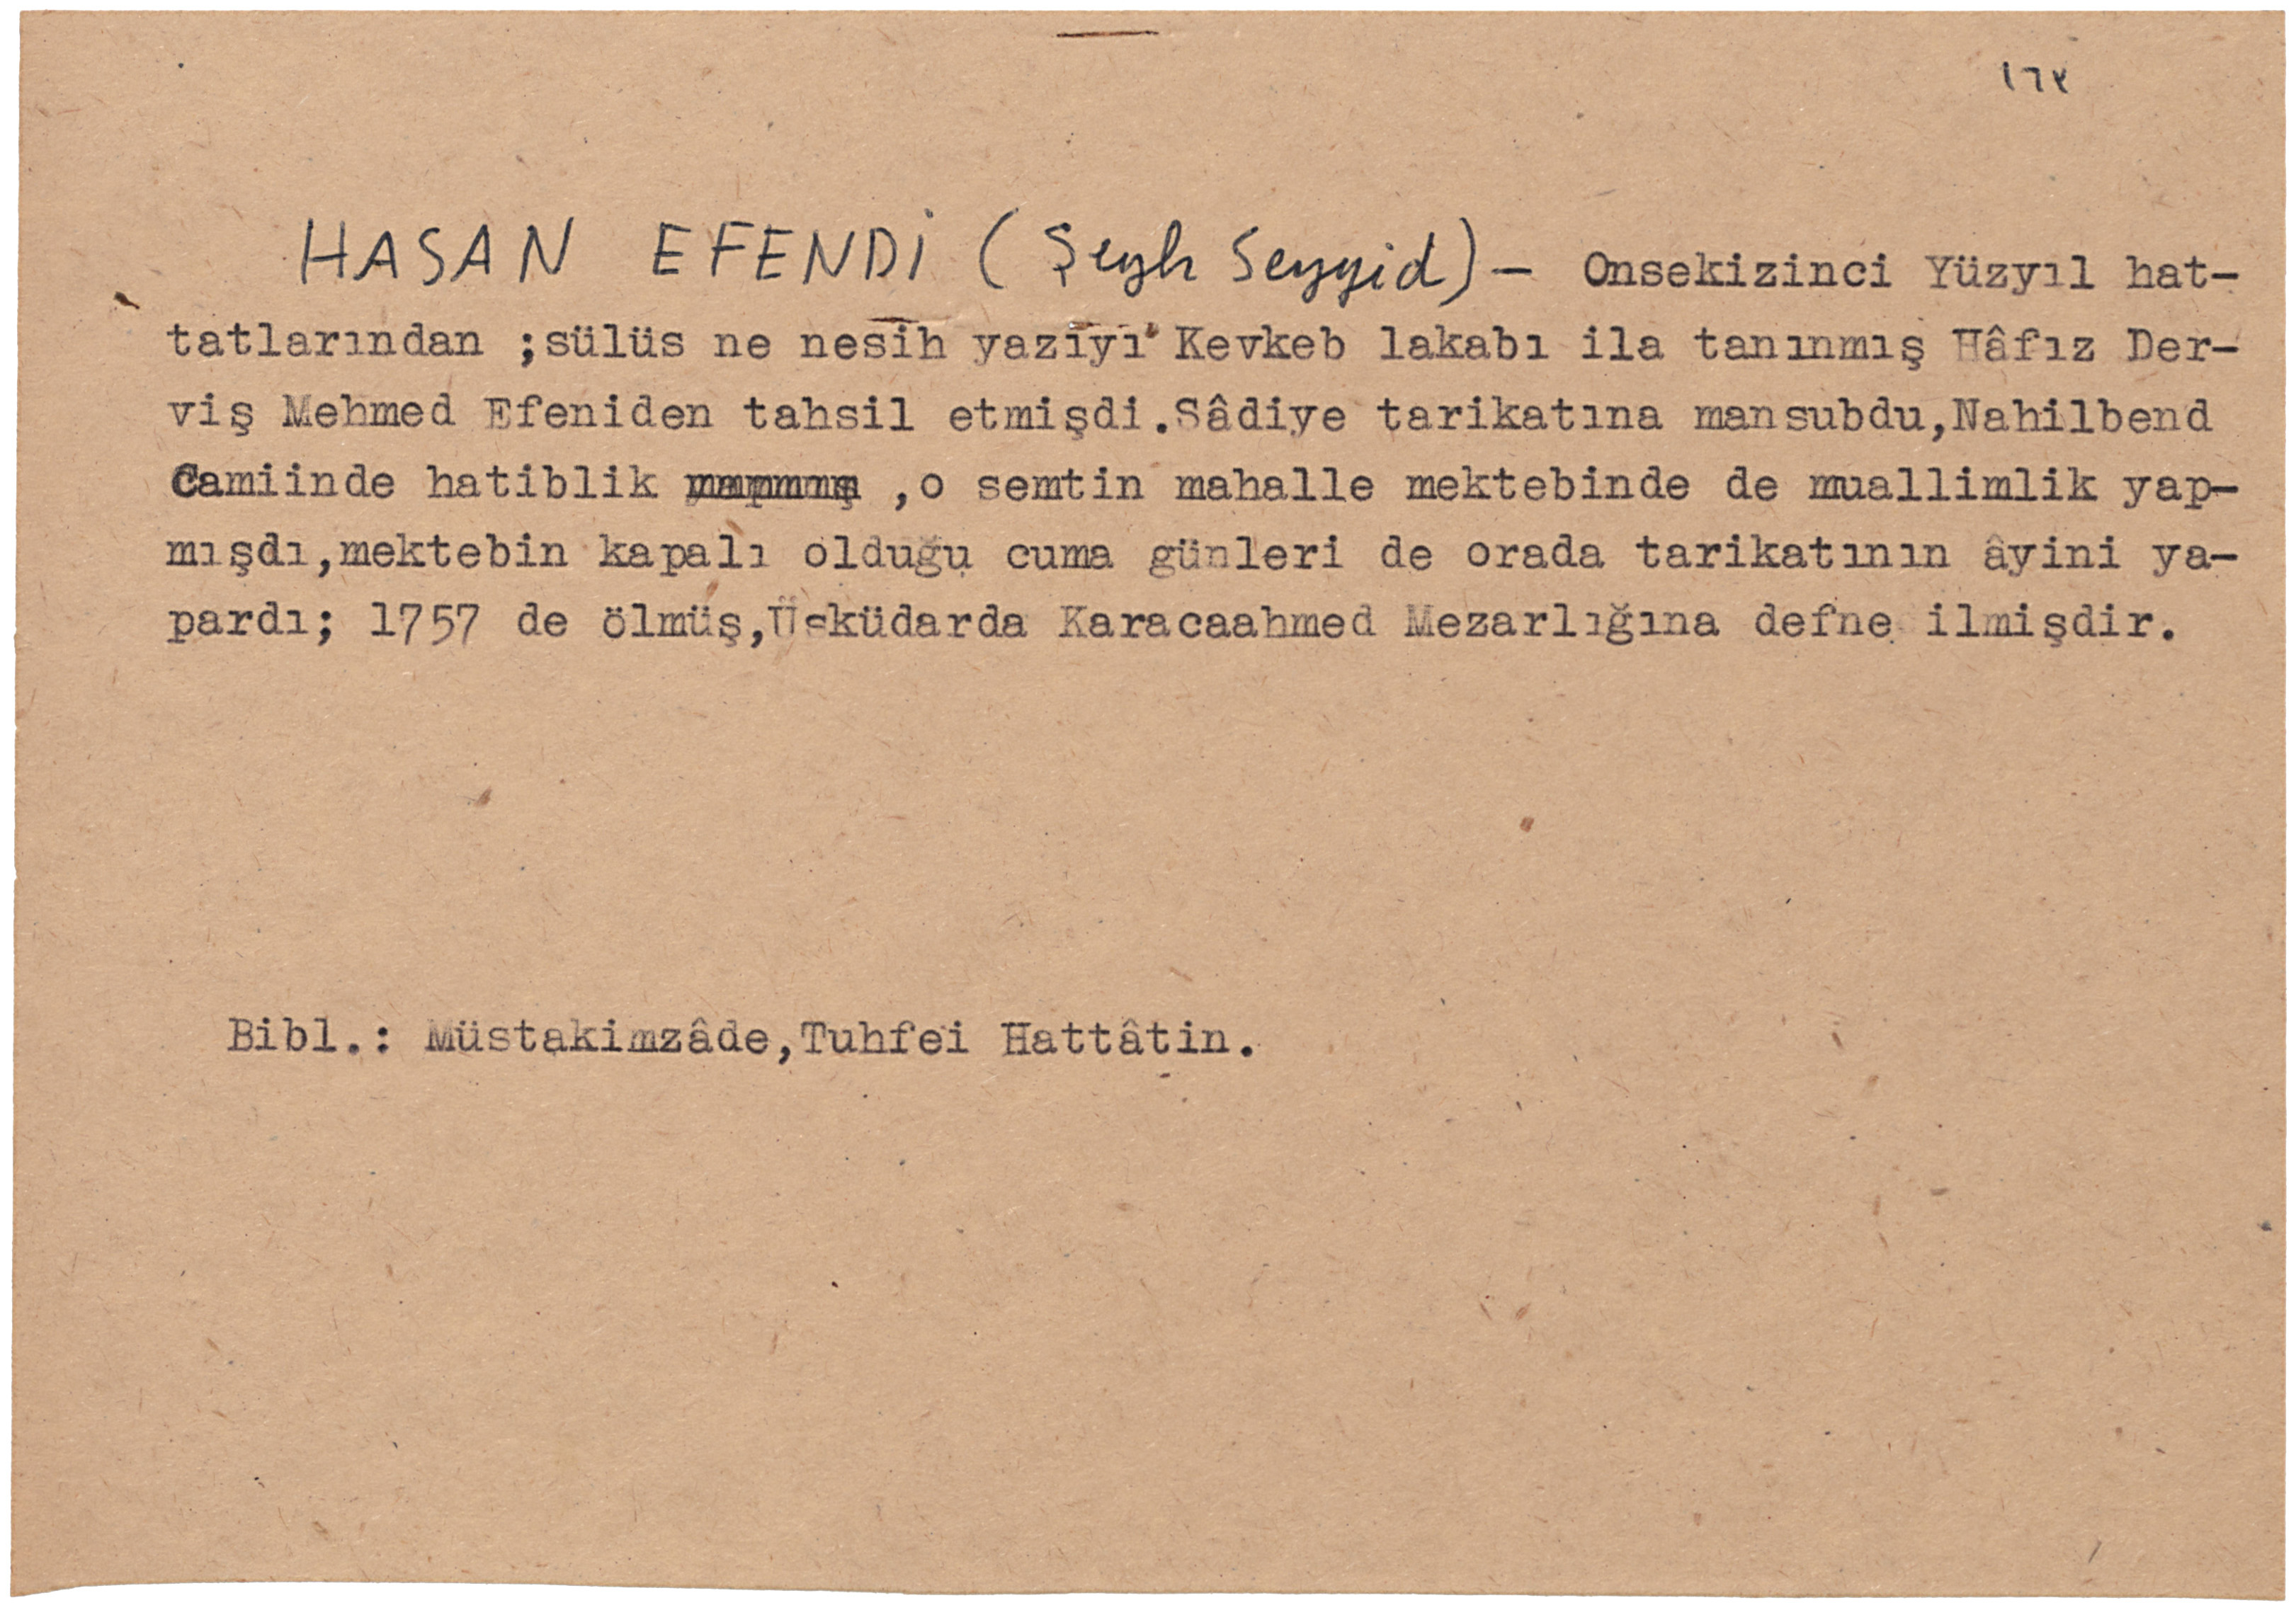 ١٦٢
HASAN EFENDİ (Şeyh Seyyid) — Onsekizinci Yüzyıl hat-
tatlarından ;sülüs ne nesih yazıyı Kevkeb lakabı ila tanınmış Hâfız Der-
viş Mehmed Efeniden tahsil etmişdi.Sâdiye tarikatına mansubdu,Nahilbend
Camiinde hatiblik ,o semtin mahalle mektebinde de muallimlik yap-
mışdı,mektebin kapalı olduğu cuma günleri de orada tarikatının âyini ya-
pardı; 1757 de ölmüş,Üsküdarda Karacaahmed Mezarlığına defne ilmişdir.
Bibl.: Müstakimzâde,Tuhfei Hattâtin.